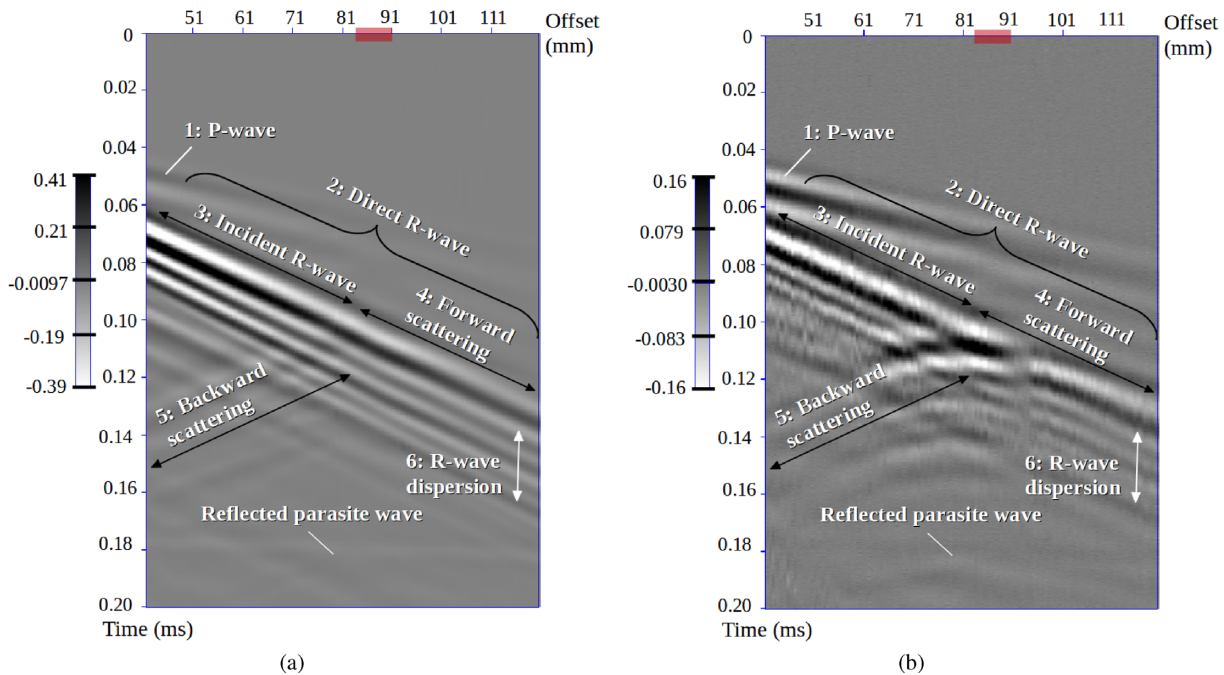 51 61 71 81 91 101 111 Offset
(mm)
0
0.02
0.04
0.06
0.08
0.10
0.12
0.14
0.16
0.18
0.20
Time (ms)
0.41
0.21
-0.0097
-0.19
-0.39
1: P-wave
2: Direct R-wave
3: Incident R-wave
4: Forward
scattering
5: Backward
scattering
6: R-wave
dispersion
Reflected parasite wave
(a)
51 61 71 81 91 101 111 Offset
(mm)
0
0.02
0.04
0.06
0.08
0.10
0.12
0.14
0.16
0.18
0.20
Time (ms)
0.16
0.079
-0.0030
-0.083
-0.16
1: P-wave
2: Direct R-wave
3: Incident R-wave
4: Forward
scattering
5: Backward
scattering
6: R-wave
dispersion
Reflected parasite wave
(b)